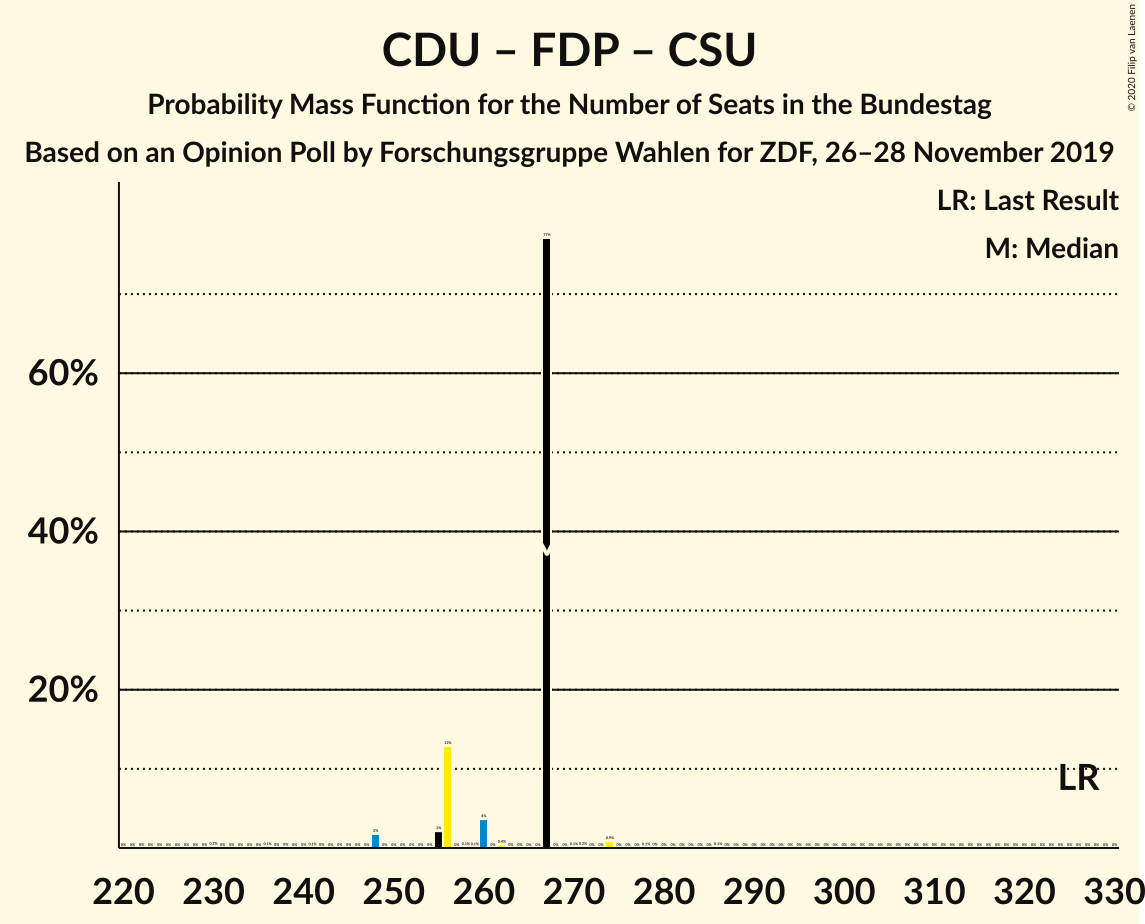 CDU – FDP – CSU
Probability Mass Function for the Number of Seats in the Bundestag
Based on an Opinion Poll by Forschungsgruppe Wahlen for ZDF, 26–28 November 2019
© 2020 Filip van Laenen
LR: Last Result
M: Median
77%
60%
40%
20%
13%
LR
220 230 240 250 260 270 280 290 300 310 320 330